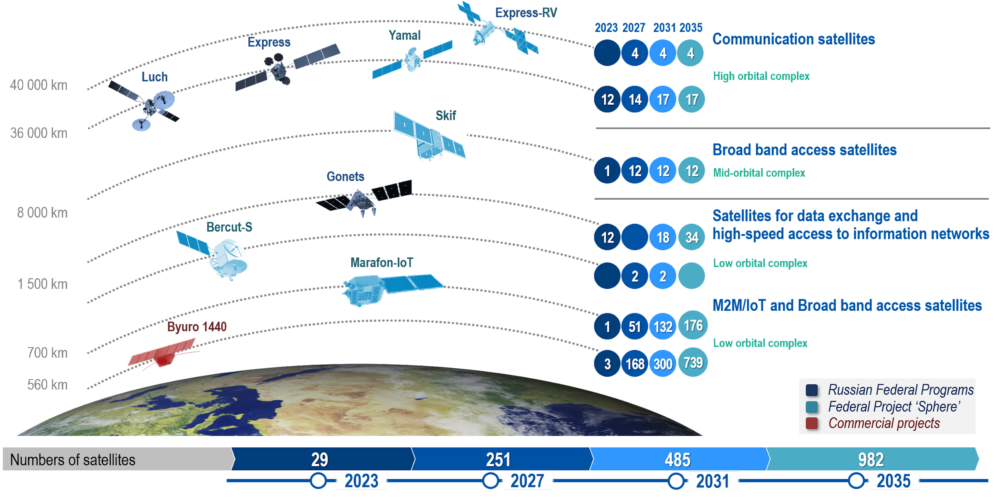 Express-RV
Yamal
Express
Luch
40 000 km
36 000 km
Skif
Gonets
8 000 km
Bercut-S
1 500 km
Marafon-IoT
Byuro 1440
700 km
560 km
2023 2027 2031 2035
4 4 4
Communication satellites
High orbital complex
12 14 17 17
Broad band access satellites
1 12 12 12
Mid-orbital complex
Satellites for data exchange and
high-speed access to information networks
12 18 34
Low orbital complex
2 2
M2M/IoT and Broad band access satellites
1 51 132 176
Low orbital complex
3 168 300 739
Russian Federal Programs
Federal Project ‘Sphere’
Commercial projects
Numbers of satellites 29 251 485 982
2023 2027 2031 2035